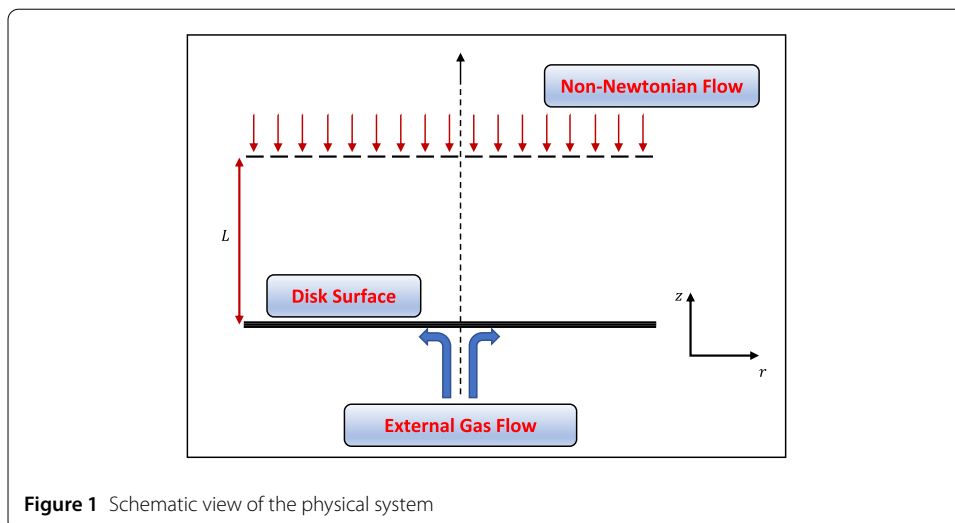 Non-Newtonian Flow
L
Disk Surface
z
r
External Gas Flow
Figure 1 Schematic view of the physical system